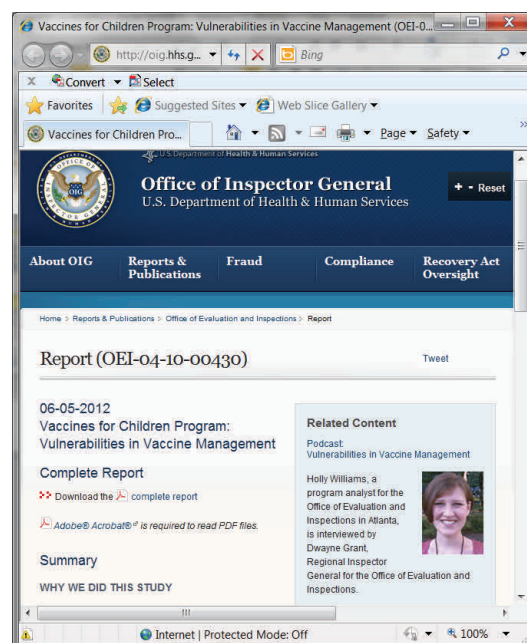 Vaccines for Children Program: Vulnerabilities in Vaccine Management (OEI-0...
http://oig.hhs.g...
Bing
x Convert Select
Favorites Suggested Sites Web Slice Gallery
Vaccines for Children Pro... Page Safety »
U.S Department of Health & Human Services
OFFICE OF INSPECTOR GENERAL
OIG
Office of Inspector General
U.S. Department of Health & Human Services
+ - Reset
About OIG
Reports & Publications
Fraud
Compliance
Recovery Act Oversight
Home > Reports & Publications > Office of Evaluation and Inspections > Report
Report (OEI-04-10-00430)
Tweet
06-05-2012
Vaccines for Children Program:
Vulnerabilities in Vaccine Management
Complete Report
Download the complete report
Adobe® Acrobat® is required to read PDF files.
Summary
WHY WE DID THIS STUDY
Related Content
Podcast:
Vulnerabilities in Vaccine Management
Holly Williams, a
program analyst for the
Office of Evaluation and
Inspections in Atlanta,
is interviewed by
Dwayne Grant,
Regional Inspector
General for the Office of Evaluation and
Inspections.
Internet | Protected Mode: Off
100%